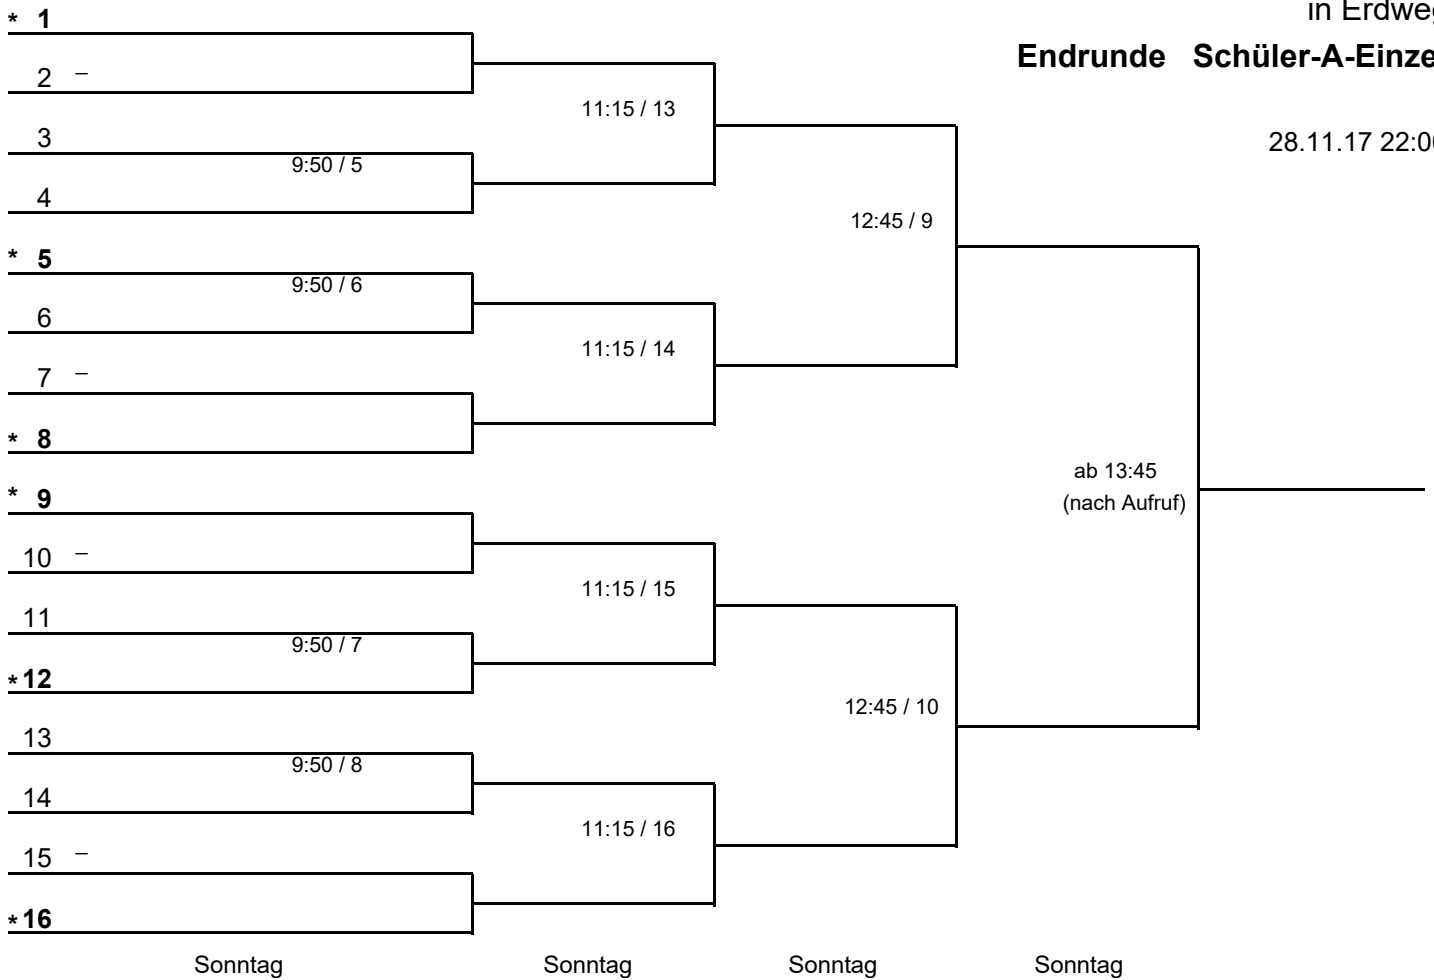 in Erdweg
Endrunde Schüler-A-Einze
28.11.17 22:06
* 1
2 –
11:15 / 13
3
9:50 / 5
4
12:45 / 9
* 5
9:50 / 6
6
11:15 / 14
7 –
* 8
ab 13:45
(nach Aufruf)
* 9
10 –
11:15 / 15
11
9:50 / 7
* 12
12:45 / 10
13
9:50 / 8
14
11:15 / 16
15 –
* 16
Sonntag Sonntag Sonntag Sonntag